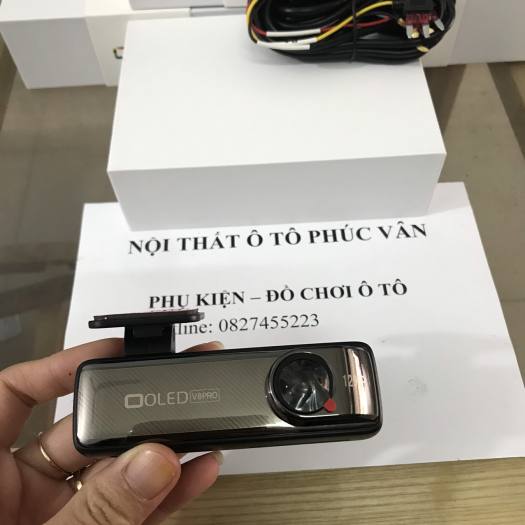 NỘI THẤT Ô TÔ PHÚC VÂN
PHỤ KIỆN – ĐỒ CHƠI Ô TÔ
line: 0827455223
OLED V8PRO